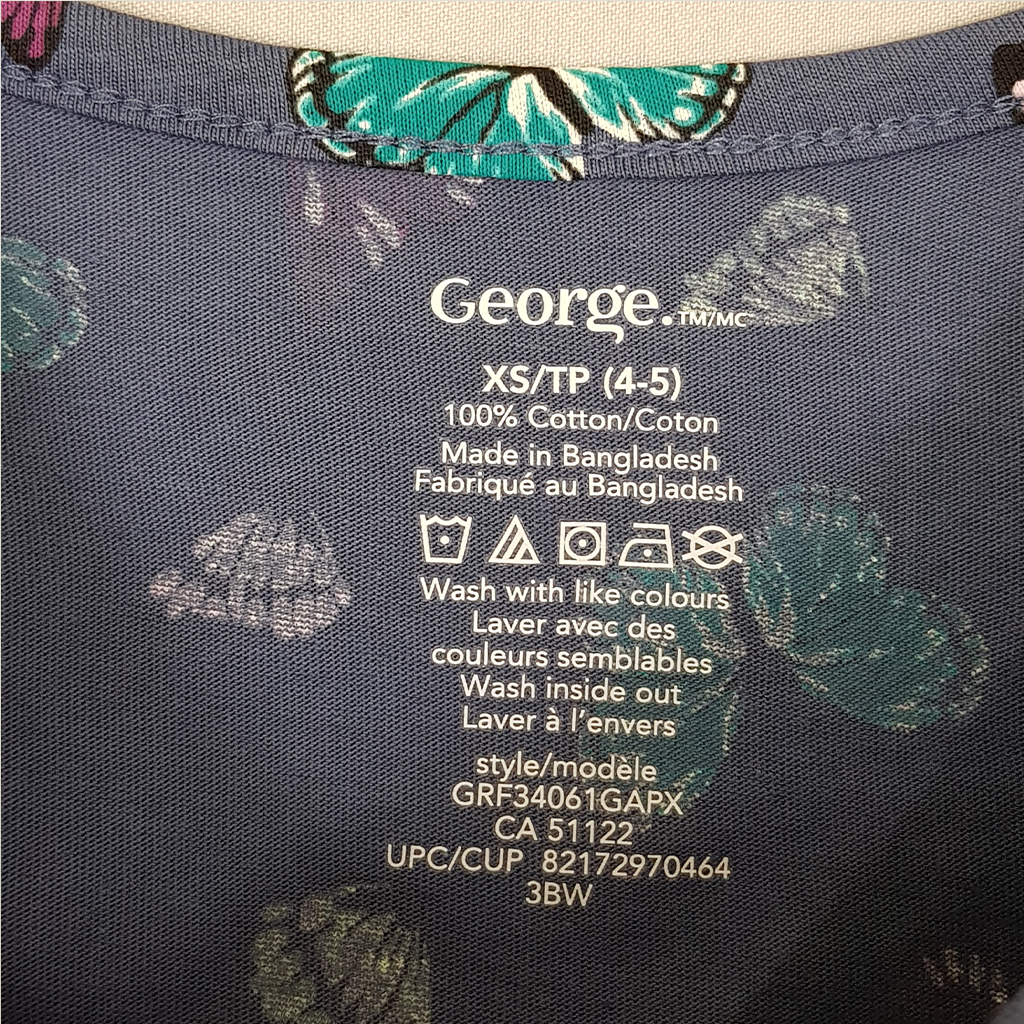 George.TM/MC
XS/TP (4-5)
100% Cotton/Coton
Made in Bangladesh
Fabriqué au Bangladesh
Wash with like colours
Laver avec des
couleurs semblables
Wash inside out
Laver à l'envers
style/modèle
GRF34061GAPX
CA 51122
UPC/CUP 82172970464
3BW